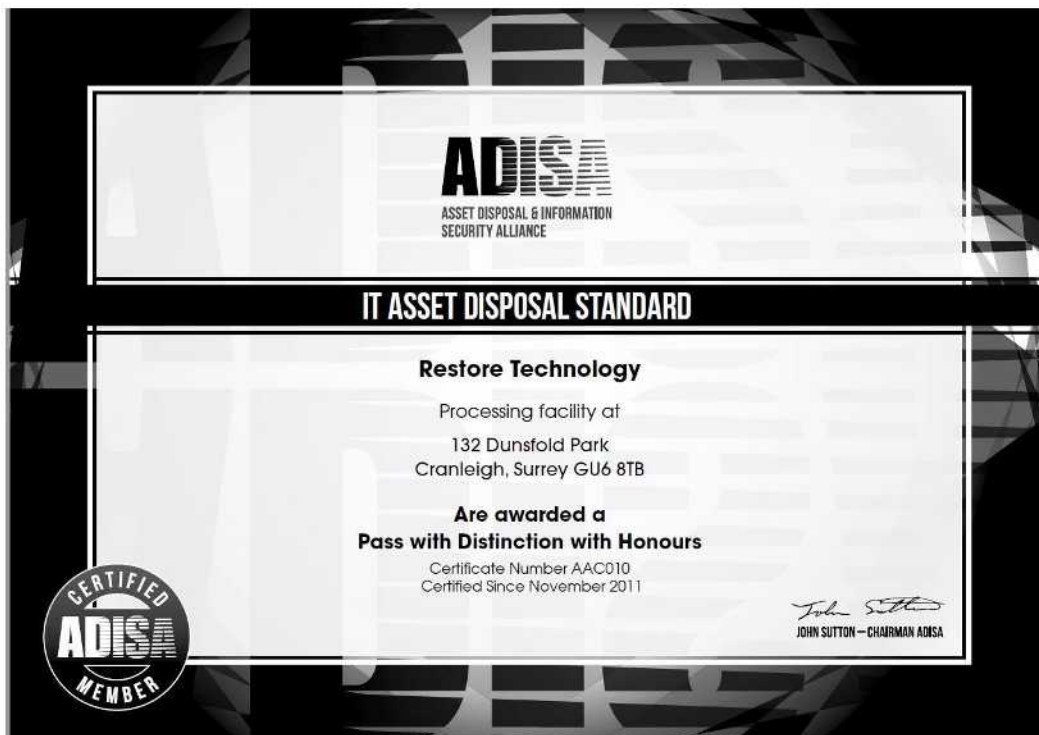 ADISA
ASSET DISPOSAL & INFORMATION
SECURITY ALLIANCE
IT ASSET DISPOSAL STANDARD
Restore Technology
Processing facility at
132 Dunsfold Park
Cranleigh, Surrey GU6 8TB
Are awarded a
Pass with Distinction with Honours
Certificate Number AAC010
Certified Since November 2011
John Sutton
JOHN SUTTON – CHAIRMAN ADISA
CERTIFIED
ADISA
MEMBER